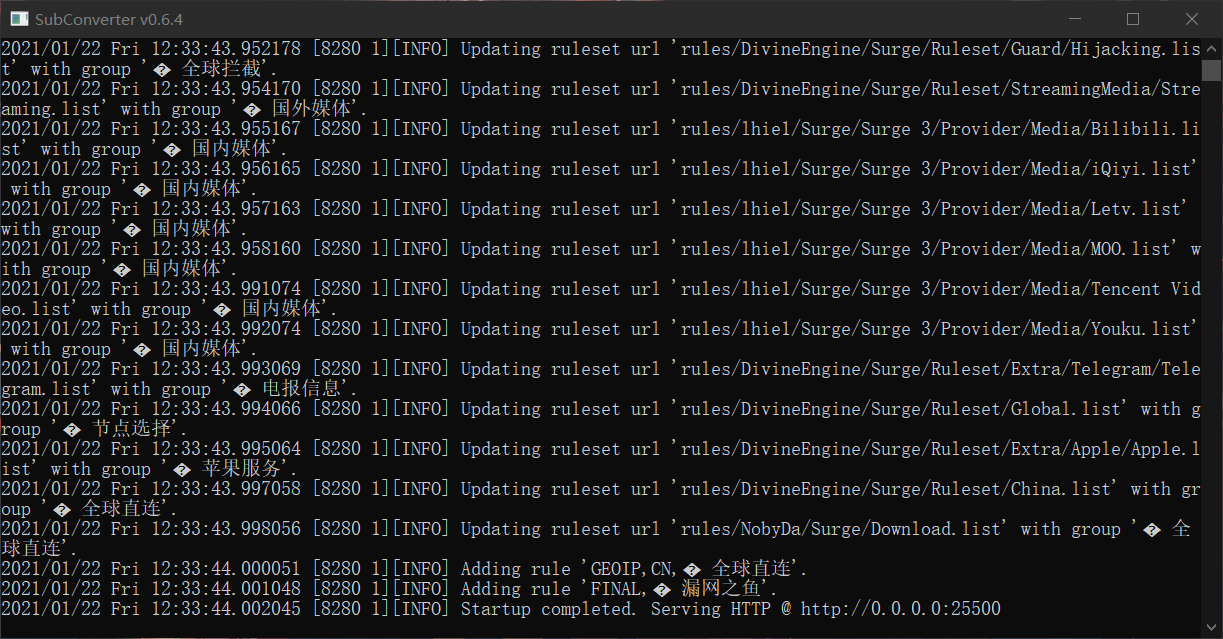 SubConverter v0.6.4
2021/01/22 Fri 12:33:43.952178 [8280 1][INFO] Updating ruleset url 'rules/DivineEngine/Surge/Ruleset/Guard/Hijacking.lis
t' with group '� 全球拦截'.
2021/01/22 Fri 12:33:43.954170 [8280 1][INFO] Updating ruleset url 'rules/DivineEngine/Surge/Ruleset/StreamingMedia/Stre
aming.list' with group '� 国外媒体'.
2021/01/22 Fri 12:33:43.955167 [8280 1][INFO] Updating ruleset url 'rules/lhie1/Surge/Surge 3/Provider/Media/Bilibili.li
st' with group '� 国内媒体'.
2021/01/22 Fri 12:33:43.956165 [8280 1][INFO] Updating ruleset url 'rules/lhie1/Surge/Surge 3/Provider/Media/iQiyi.list'
 with group '� 国内媒体'.
2021/01/22 Fri 12:33:43.957163 [8280 1][INFO] Updating ruleset url 'rules/lhie1/Surge/Surge 3/Provider/Media/Letv.list'
with group '� 国内媒体'.
2021/01/22 Fri 12:33:43.958160 [8280 1][INFO] Updating ruleset url 'rules/lhie1/Surge/Surge 3/Provider/Media/MOO.list' w
ith group '� 国内媒体'.
2021/01/22 Fri 12:33:43.991074 [8280 1][INFO] Updating ruleset url 'rules/lhie1/Surge/Surge 3/Provider/Media/Tencent Vid
eo.list' with group '� 国内媒体'.
2021/01/22 Fri 12:33:43.992074 [8280 1][INFO] Updating ruleset url 'rules/lhie1/Surge/Surge 3/Provider/Media/Youku.list'
 with group '� 国内媒体'.
2021/01/22 Fri 12:33:43.993069 [8280 1][INFO] Updating ruleset url 'rules/DivineEngine/Surge/Ruleset/Extra/Telegram/Tele
gram.list' with group '� 电报信息'.
2021/01/22 Fri 12:33:43.994066 [8280 1][INFO] Updating ruleset url 'rules/DivineEngine/Surge/Ruleset/Global.list' with g
roup '� 节点选择'.
2021/01/22 Fri 12:33:43.995064 [8280 1][INFO] Updating ruleset url 'rules/DivineEngine/Surge/Ruleset/Extra/Apple/Apple.l
ist' with group '� 苹果服务'.
2021/01/22 Fri 12:33:43.997058 [8280 1][INFO] Updating ruleset url 'rules/DivineEngine/Surge/Ruleset/China.list' with gr
oup '� 全球直连'.
2021/01/22 Fri 12:33:43.998056 [8280 1][INFO] Updating ruleset url 'rules/NobyDa/Surge/Download.list' with group '� 全
球直连'.
2021/01/22 Fri 12:33:44.000051 [8280 1][INFO] Adding rule 'GEOIP,CN,� 全球直连'.
2021/01/22 Fri 12:33:44.001048 [8280 1][INFO] Adding rule 'FINAL,� 漏网之鱼'.
2021/01/22 Fri 12:33:44.002045 [8280 1][INFO] Startup completed. Serving HTTP @ http://0.0.0.0:25500